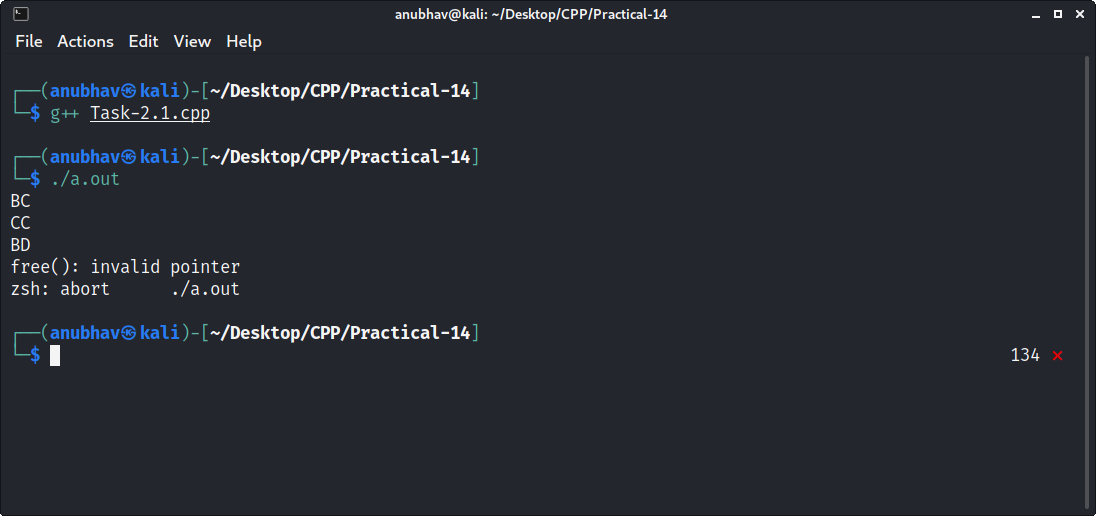 anubhav@kali: ~/Desktop/CPP/Practical-14
File Actions Edit View Help
┌──(anubhav㉿kali)-[~/Desktop/CPP/Practical-14]
└─$ g++ Task-2.1.cpp
┌──(anubhav㉿kali)-[~/Desktop/CPP/Practical-14]
└─$ ./a.out
BC
CC
BD
free(): invalid pointer
zsh: abort      ./a.out
┌──(anubhav㉿kali)-[~/Desktop/CPP/Practical-14]
└─$ 134 ⨯